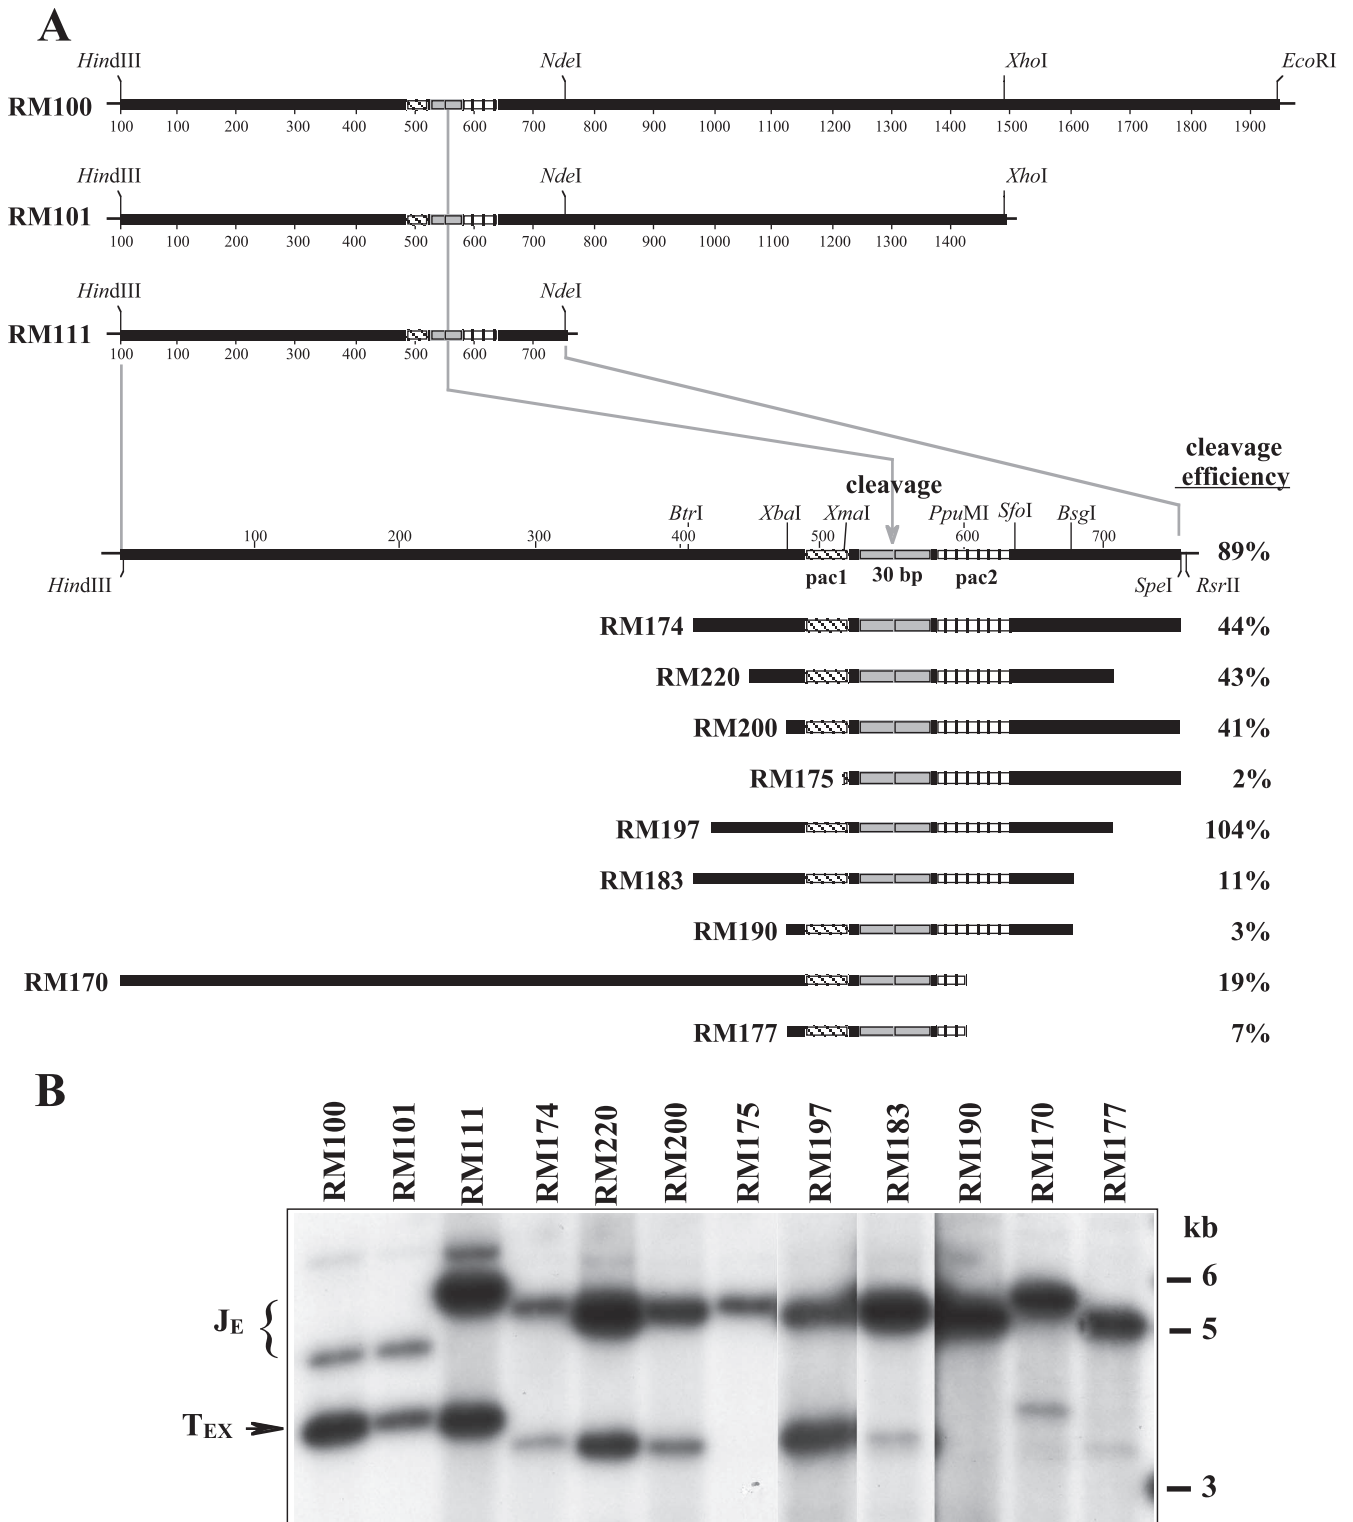 A
HindIII NdeI XhoI EcoRI
RM100
100 100 200 300 400 500 600 700 800 900 1000 1100 1200 1300 1400 1500 1600 1700 1800 1900
HindIII NdeI XhoI
RM101
100 100 200 300 400 500 600 700 800 900 1000 1100 1200 1300 1400
HindIII NdeI
RM111
100 100 200 300 400 500 600 700
cleavage
efficiency
cleavage
BtrI XbaI XmaI PpuMI SfoI BsgI
100 200 300 400 500 600 700
89%
HindIII pac1 30 bp pac2 SpeI RsrII
RM174 44%
RM220 43%
RM200 41%
RM175 2%
RM197 104%
RM183 11%
RM190 3%
RM170 19%
RM177 7%
B
RM100 RM101 RM111 RM174 RM220 RM200 RM175 RM197 RM183 RM190 RM170 RM177
kb
6
JE {
5
TEX
3